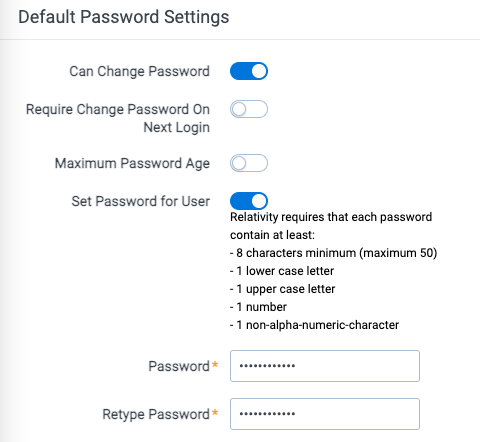 Default Password Settings
Can Change Password
Require Change Password On
Next Login
Maximum Password Age
Set Password for User
Relativity requires that each password
contain at least:
- 8 characters minimum (maximum 50)
- 1 lower case letter
- 1 upper case letter
- 1 number
- 1 non-alpha-numeric-character
Password* ••••••••••••
Retype Password* ••••••••••••